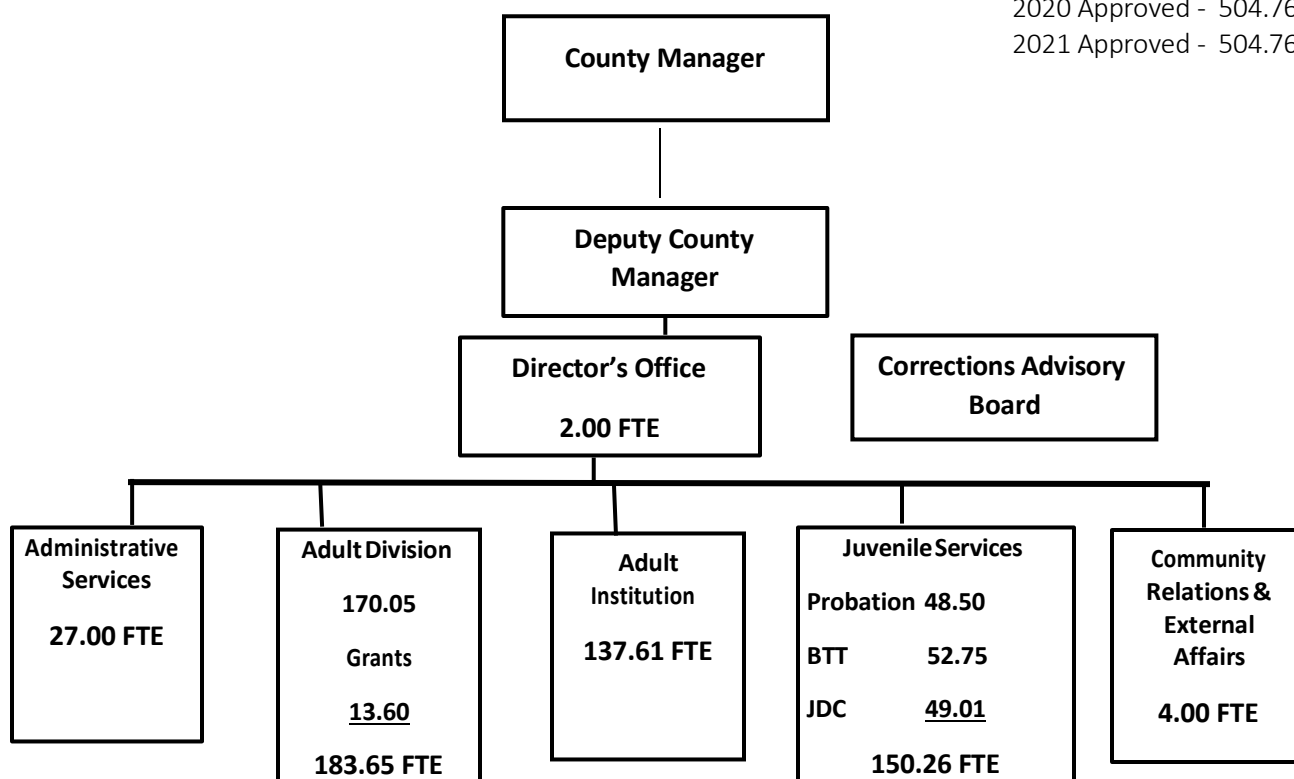 2020 Approved - 504.76
2021 Approved - 504.76
County Manager
Deputy County
Manager
Director's Office
2.00 FTE
Corrections Advisory
Board
Administrative
Services
27.00 FTE
Adult Division
170.05
Grants
13.60
183.65 FTE
Adult
Institution
137.61 FTE
Juvenile Services
Probation 48.50
BTT 52.75
JDC 49.01
150.26 FTE
Community
Relations &
External
Affairs
4.00 FTE